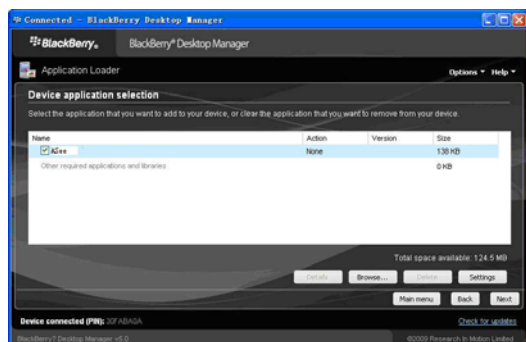 Connected - BlackBerry Desktop Manager
BlackBerry® BlackBerry® Desktop Manager
Application Loader Options Help
Device application selection
Select the application that you want to add to your device, or clear the application that you want to remove from your device.
Name Action Version Size
None 138 KB
Other required applications and libraries 0 KB
Total space available: 124.5 MB
Details Browse... Delete Settings
Main menu Back Next
Device connected (PIN): Check for updates
BlackBerry? Desktop Manager v5.0 ©2009 Research In Motion Limited